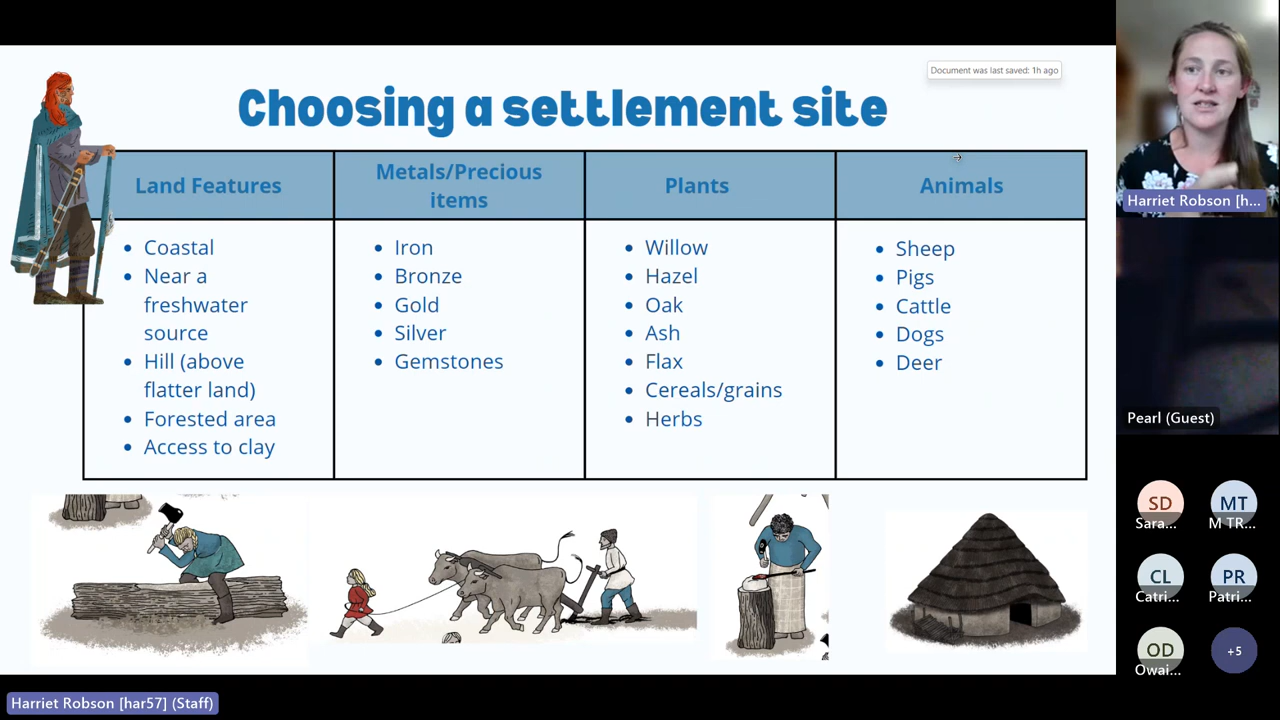 Document was last saved: 1h ago
Choosing a settlement site
Land Features
Metals/Precious
items
Plants
Animals
• Coastal
• Near a
freshwater
source
• Hill (above
flatter land)
• Forested area
• Access to clay
• Iron
• Bronze
• Gold
• Silver
• Gemstones
• Willow
• Hazel
• Oak
• Ash
• Flax
• Cereals/grains
• Herbs
• Sheep
• Pigs
• Cattle
• Dogs
• Deer
Harriet Robson [h...
Pearl (Guest)
SD
Sara...
MT
M TR...
CL
Catri...
PR
Patri...
OD
Owai...
+5
Harriet Robson [har57] (Staff)